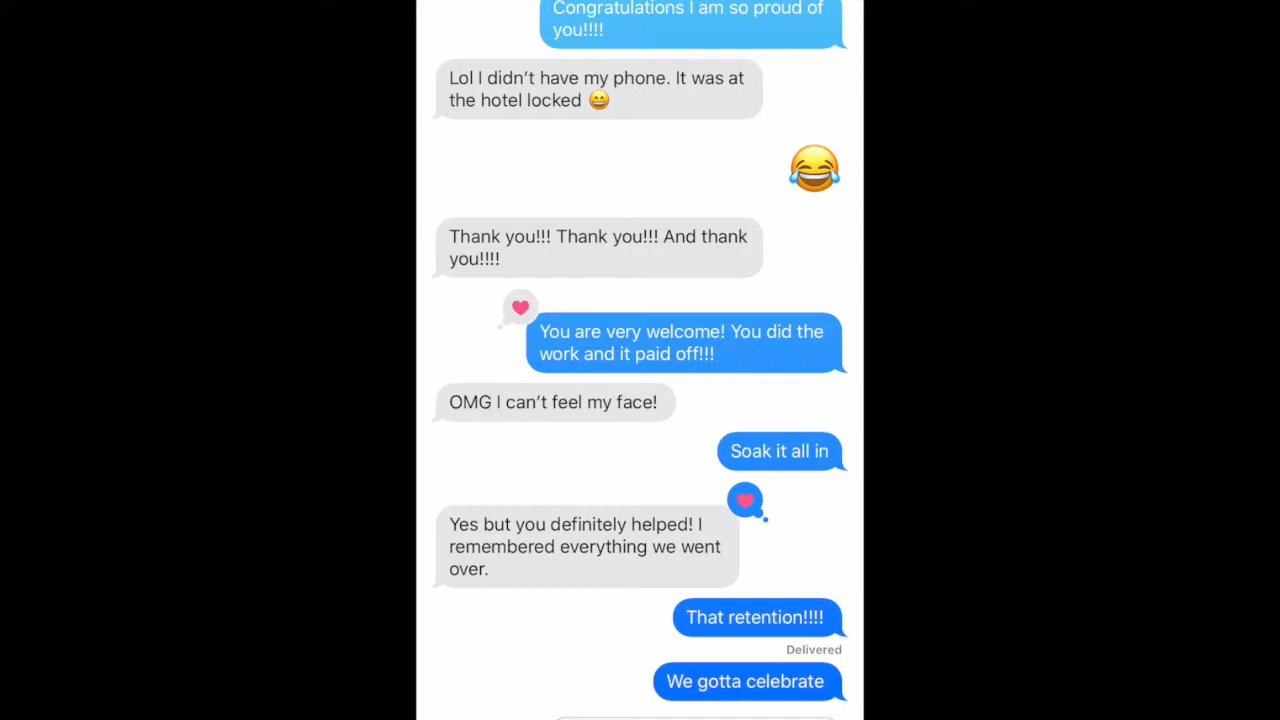 Congratulations I am so proud of
you!!!!
Lol I didn't have my phone. It was at
the hotel locked 😄
😂
Thank you!!! Thank you!!! And thank
you!!!!
You are very welcome! You did the
work and it paid off!!!
OMG I can't feel my face!
Soak it all in
Yes but you definitely helped! I
remembered everything we went
over.
That retention!!!!
Delivered
We gotta celebrate